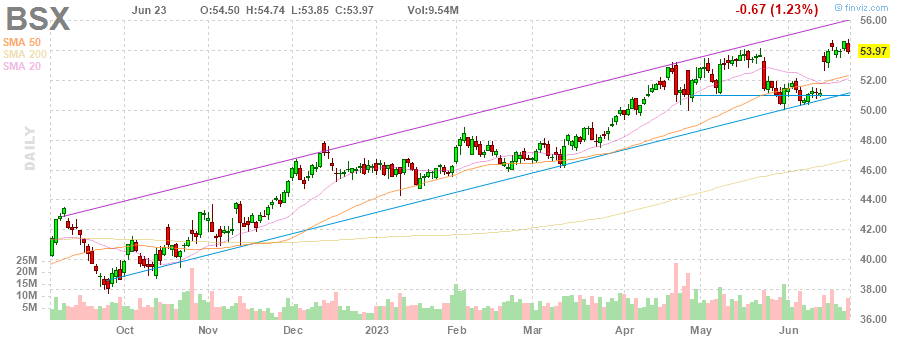 BSX Jun 23 O:54.50 H:54.74 L:53.85 C:53.97 Vol:9.54M -0.67 (1.23%) finviz.com
SMA 50
SMA 200
SMA 20
DAILY
56.00
53.97
52.00
50.00
48.00
46.00
44.00
42.00
40.00
38.00
36.00
25M
20M
15M
10M
5M
Oct Nov Dec 2023 Feb Mar Apr May Jun